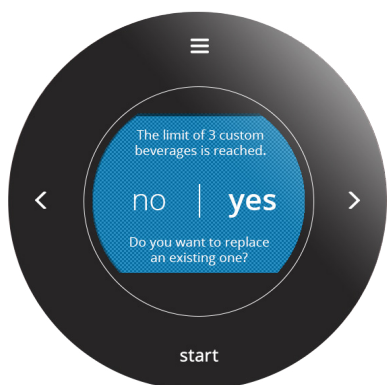 The limit of 3 custom
beverages is reached.
no | yes
Do you want to replace
an existing one?
start